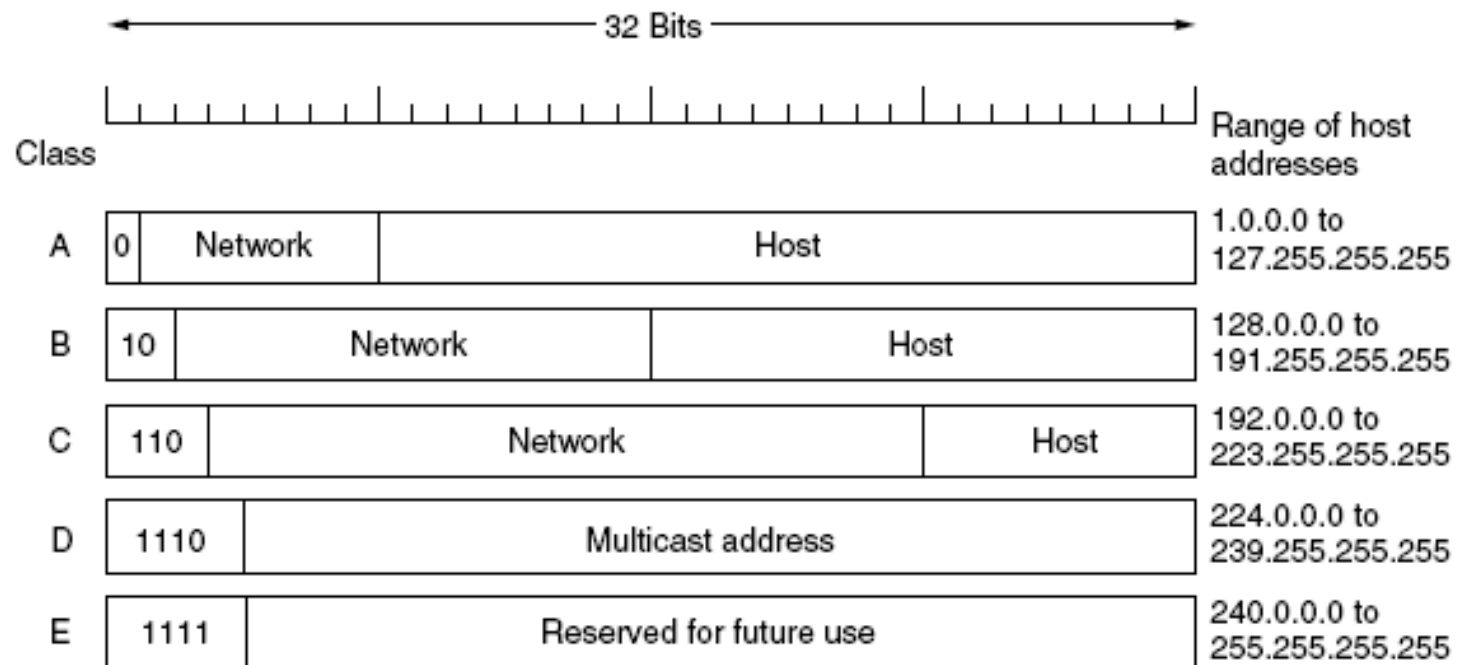 32 Bits
Class
Range of host
addresses
A
0
Network
Host
1.0.0.0 to
127.255.255.255
B
10
Network
Host
128.0.0.0 to
191.255.255.255
C
110
Network
Host
192.0.0.0 to
223.255.255.255
D
1110
Multicast address
224.0.0.0 to
239.255.255.255
E
1111
Reserved for future use
240.0.0.0 to
255.255.255.255